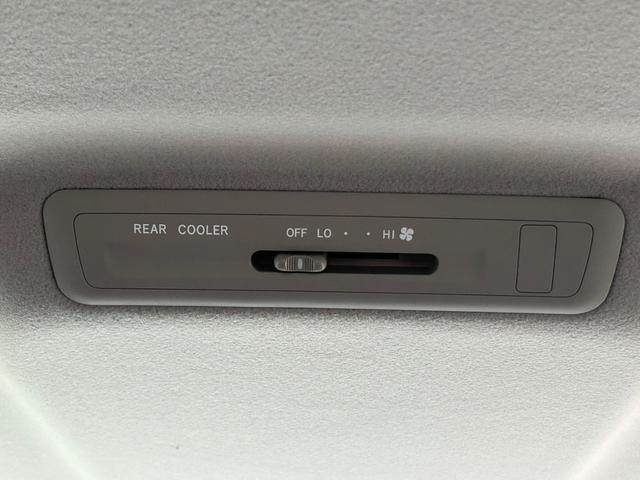 REAR COOLER OFF LO · · HI